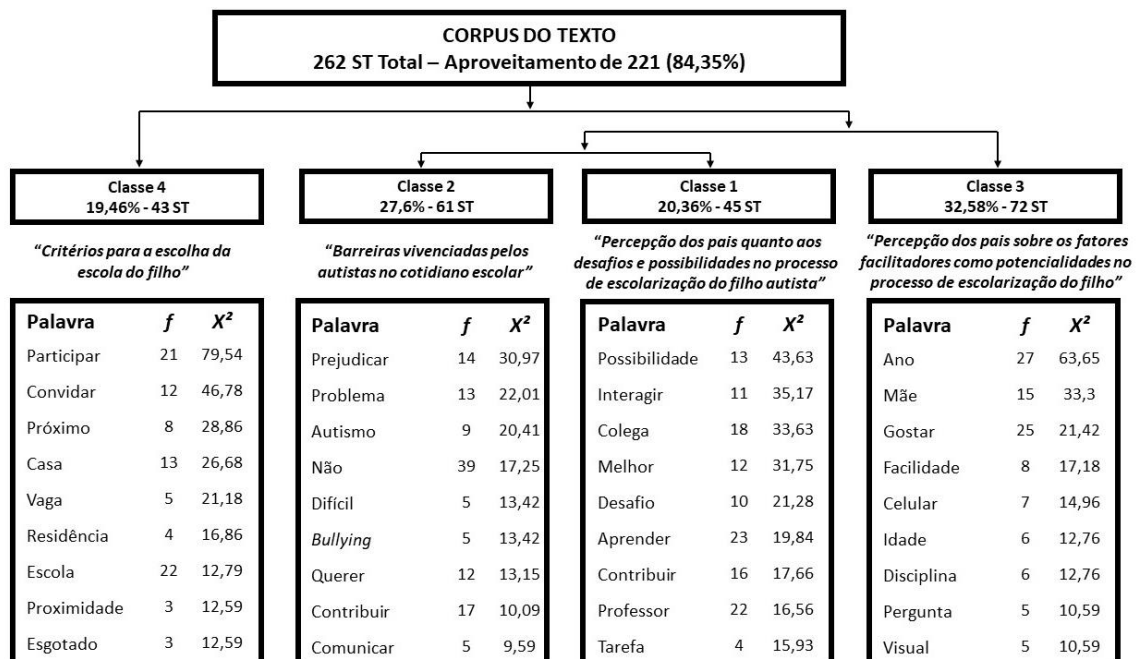 CORPUS DO TEXTO
262 ST Total – Aproveitamento de 221 (84,35%)
Classe 4
19,46% - 43 ST
"Critérios para a escolha da
escola do filho"
Palavra f X²
Participar 21 79,54
Convidar 12 46,78
Próximo 8 28,86
Casa 13 26,68
Vaga 5 21,18
Residência 4 16,86
Escola 22 12,79
Proximidade 3 12,59
Esgotado 3 12,59
Classe 2
27,6% - 61 ST
"Barreiras vivenciadas pelos
autistas no cotidiano escolar"
Palavra f X²
Prejudicar 14 30,97
Problema 13 22,01
Autismo 9 20,41
Não 39 17,25
Difícil 5 13,42
Bullying 5 13,42
Querer 12 13,15
Contribuir 17 10,09
Comunicar 5 9,59
Classe 1
20,36% - 45 ST
"Percepção dos pais quanto aos
desafios e possibilidades no processo
de escolarização do filho autista"
Palavra f X²
Possibilidade 13 43,63
Interagir 11 35,17
Colega 18 33,63
Melhor 12 31,75
Desafio 10 21,28
Aprender 23 19,84
Contribuir 16 17,66
Professor 22 16,56
Tarefa 4 15,93
Classe 3
32,58% - 72 ST
"Percepção dos pais sobre os fatores
facilitadores como potencialidades no
processo de escolarização do filho"
Palavra f X²
Ano 27 63,65
Mãe 15 33,3
Gostar 25 21,42
Facilidade 8 17,18
Celular 7 14,96
Idade 6 12,76
Disciplina 6 12,76
Pergunta 5 10,59
Visual 5 10,59